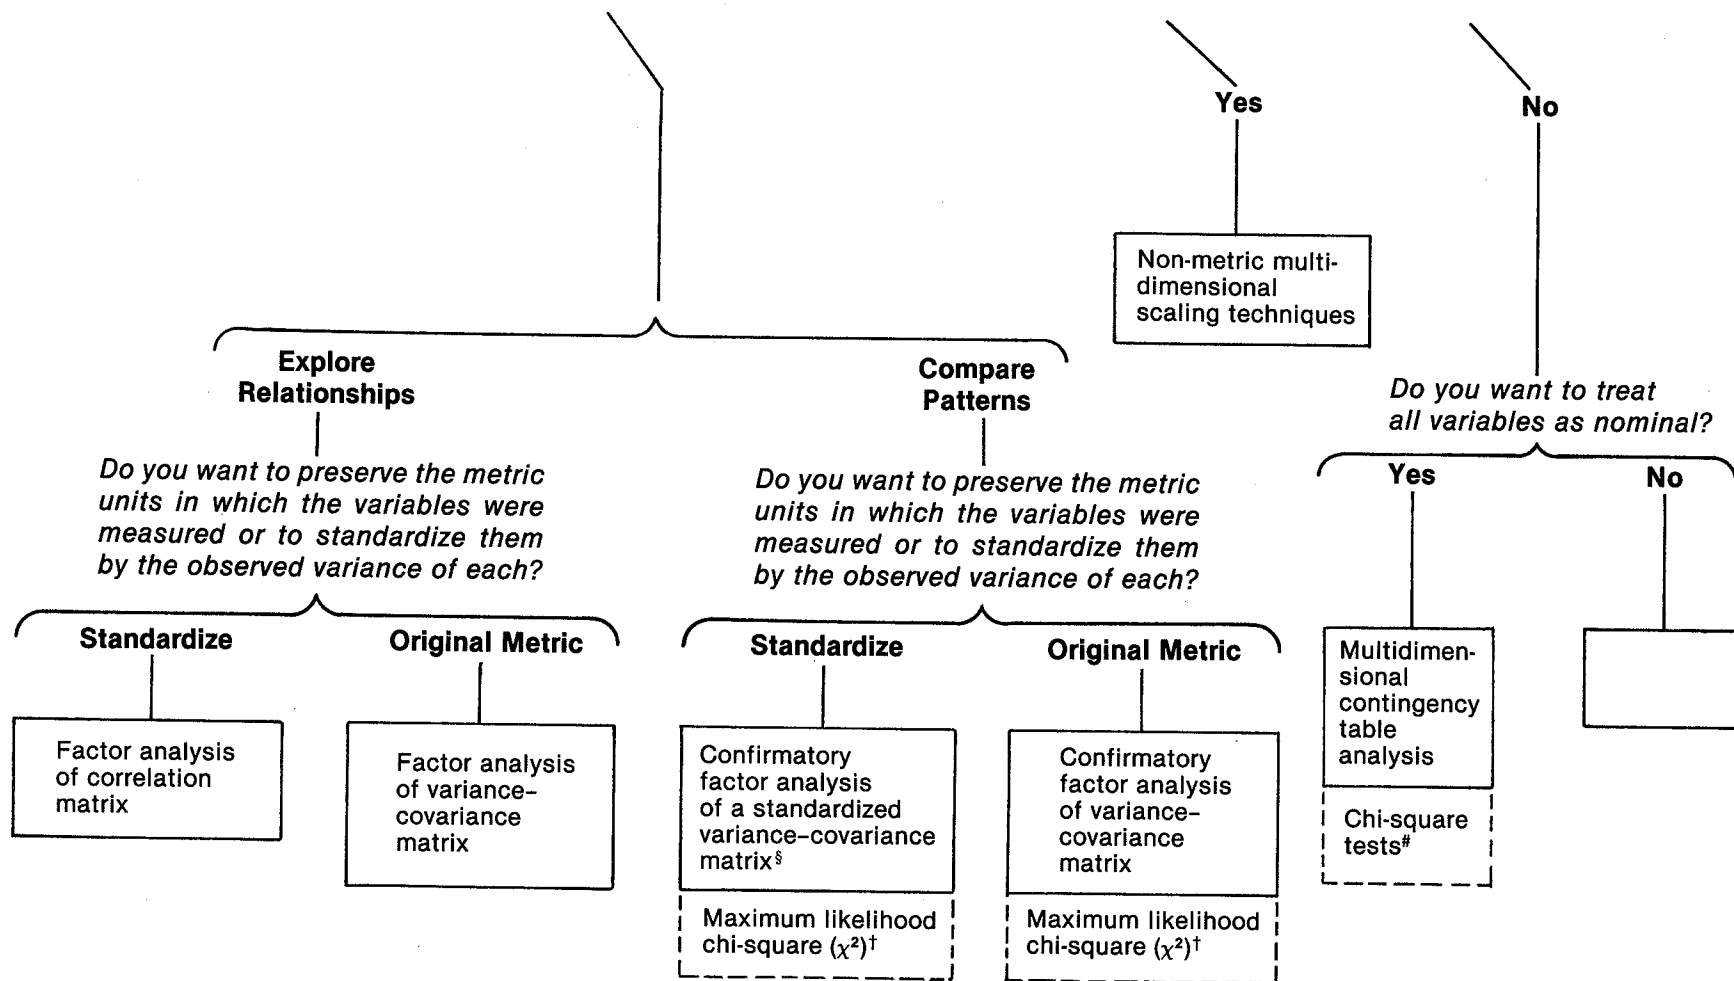 Yes
No
Non-metric multi-
dimensional
scaling techniques
Explore
Relationships
Compare
Patterns
Do you want to treat
all variables as nominal?
Do you want to preserve the metric
units in which the variables were
measured or to standardize them
by the observed variance of each?
Do you want to preserve the metric
units in which the variables were
measured or to standardize them
by the observed variance of each?
Yes
No
Standardize
Original Metric
Standardize
Original Metric
Factor analysis
of correlation
matrix
Factor analysis
of variance–
covariance
matrix
Confirmatory
factor analysis
of a standardized
variance–covariance
matrix§
Maximum likelihood
chi-square (χ²)†
Confirmatory
factor analysis
of variance–
covariance
matrix
Maximum likelihood
chi-square (χ²)†
Multidimen-
sional
contingency
table
analysis
Chi-square
tests#